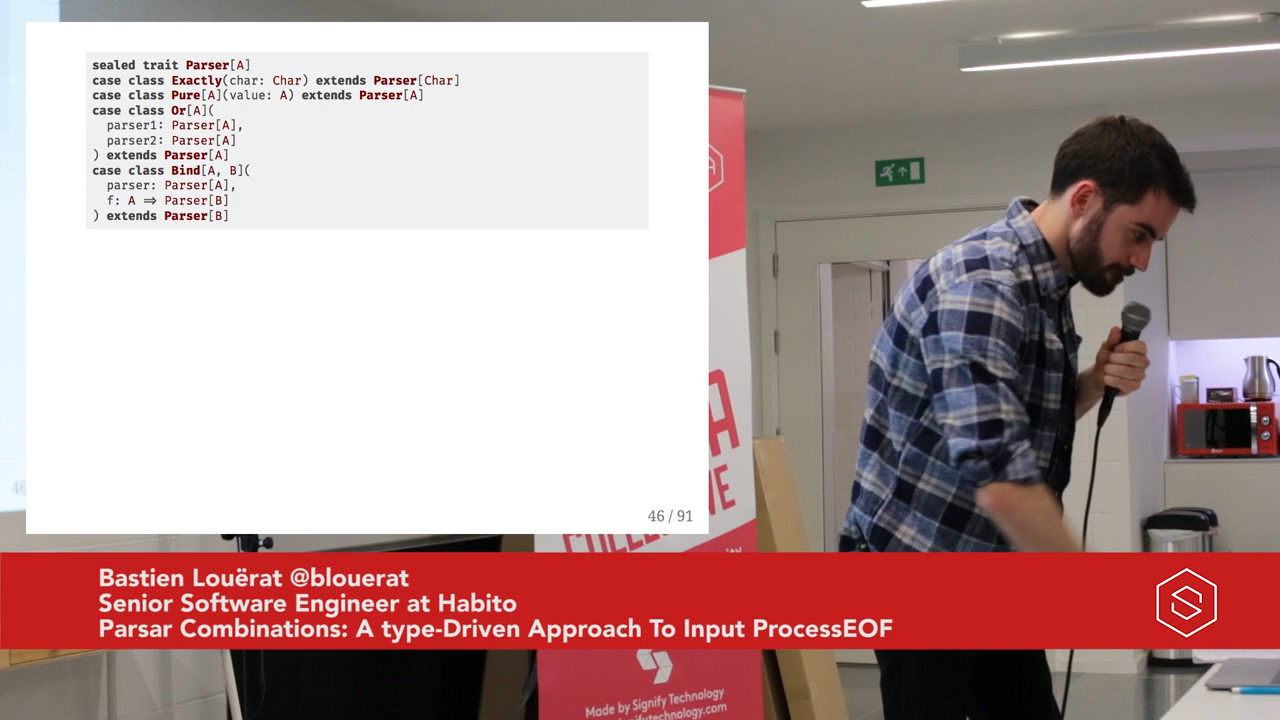 sealed trait Parser[A]
case class Exactly(char: Char) extends Parser[Char]
case class Pure[A](value: A) extends Parser[A]
case class Or[A](
  parser1: Parser[A],
  parser2: Parser[A]
) extends Parser[A]
case class Bind[A, B](
  parser: Parser[A],
  f: A ⇒ Parser[B]
) extends Parser[B]
46 / 91
46
Bastien Louërat @blouerat
Senior Software Engineer at Habito
Parsar Combinations: A type-Driven Approach To Input ProcessEOF
Made by Signify Technology